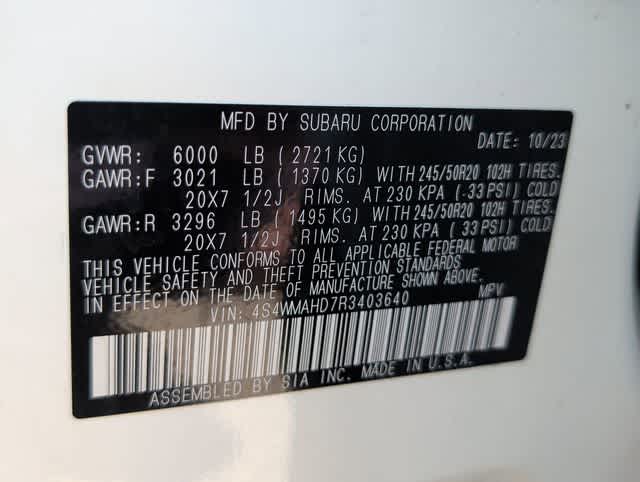 MFD BY SUBARU CORPORATION
DATE: 10/23
GVWR: 6000 LB (2721 KG)
GAWR:F 3021 LB (1370 KG) WITH 245/50R20 102H TIRES.
20X7 1/2J RIMS. AT 230 KPA (33 PSI) COLD
GAWR:R 3296 LB (1495 KG) WITH 245/50R20 102H TIRES.
20X7 1/2J RIMS. AT 230 KPA (33 PSI) COLD
THIS VEHICLE CONFORMS TO ALL APPLICABLE FEDERAL MOTOR
VEHICLE SAFETY AND THEFT PREVENTION STANDARDS
IN EFFECT ON THE DATE OF MANUFACTURE SHOWN ABOVE.
VIN: 4S4WMAHD7R3403640 MPV
ASSEMBLED BY SIA INC. MADE IN U.S.A.